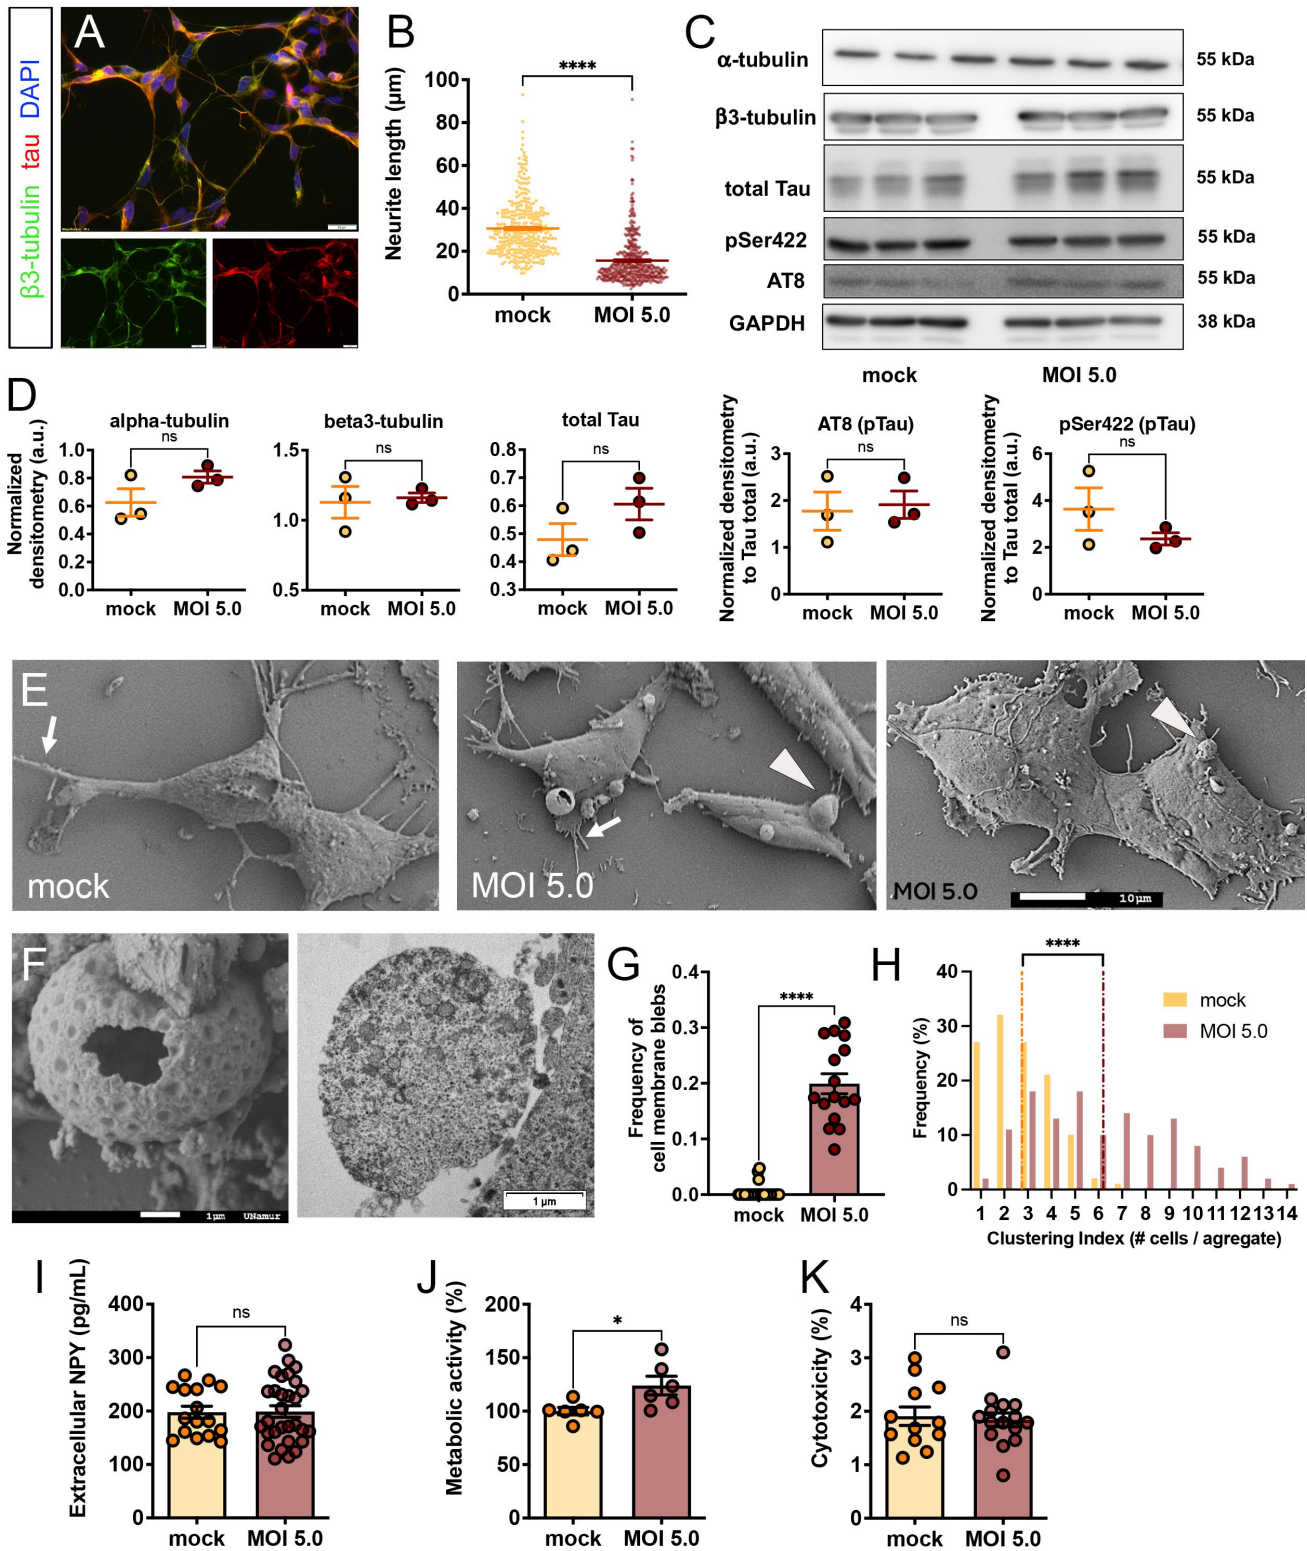 A
β3-tubulin tau DAPI
B
Neurite length (μm)
100
80
60
40
20
0
****
mock
MOI 5.0
C
α-tubulin
55 kDa
β3-tubulin
55 kDa
total Tau
55 kDa
pSer422
55 kDa
AT8
55 kDa
GAPDH
38 kDa
mock
MOI 5.0
D
Normalized
densitometry (a.u.)
alpha-tubulin
ns
1.0
0.8
0.6
0.4
0.2
0.0
mock
MOI 5.0
beta3-tubulin
ns
1.5
1.0
0.5
mock
MOI 5.0
total Tau
ns
0.8
0.7
0.6
0.5
0.4
0.3
mock
MOI 5.0
Normalized densitometry
to Tau total (a.u.)
AT8 (pTau)
ns
3
2
1
0
mock
MOI 5.0
Normalized densitometry
to Tau total (a.u.)
pSer422 (pTau)
ns
6
4
2
0
mock
MOI 5.0
E
mock
MOI 5.0
MOI 5.0
10μm
F
1μm UNamur
1 μm
G
Frequency of
cell membrane blebs
0.4
0.3
0.2
0.1
0.0
****
mock
MOI 5.0
H
****
Frequency (%)
40
30
20
10
0
mock
MOI 5.0
1 2 3 4 5 6 7 8 9 10 11 12 13 14
Clustering Index (# cells / agregate)
I
Extracellular NPY (pg/mL)
400
300
200
100
0
ns
mock
MOI 5.0
J
Metabolic activity (%)
200
150
100
50
0
*
mock
MOI 5.0
K
Cytotoxicity (%)
4
3
2
1
0
ns
mock
MOI 5.0